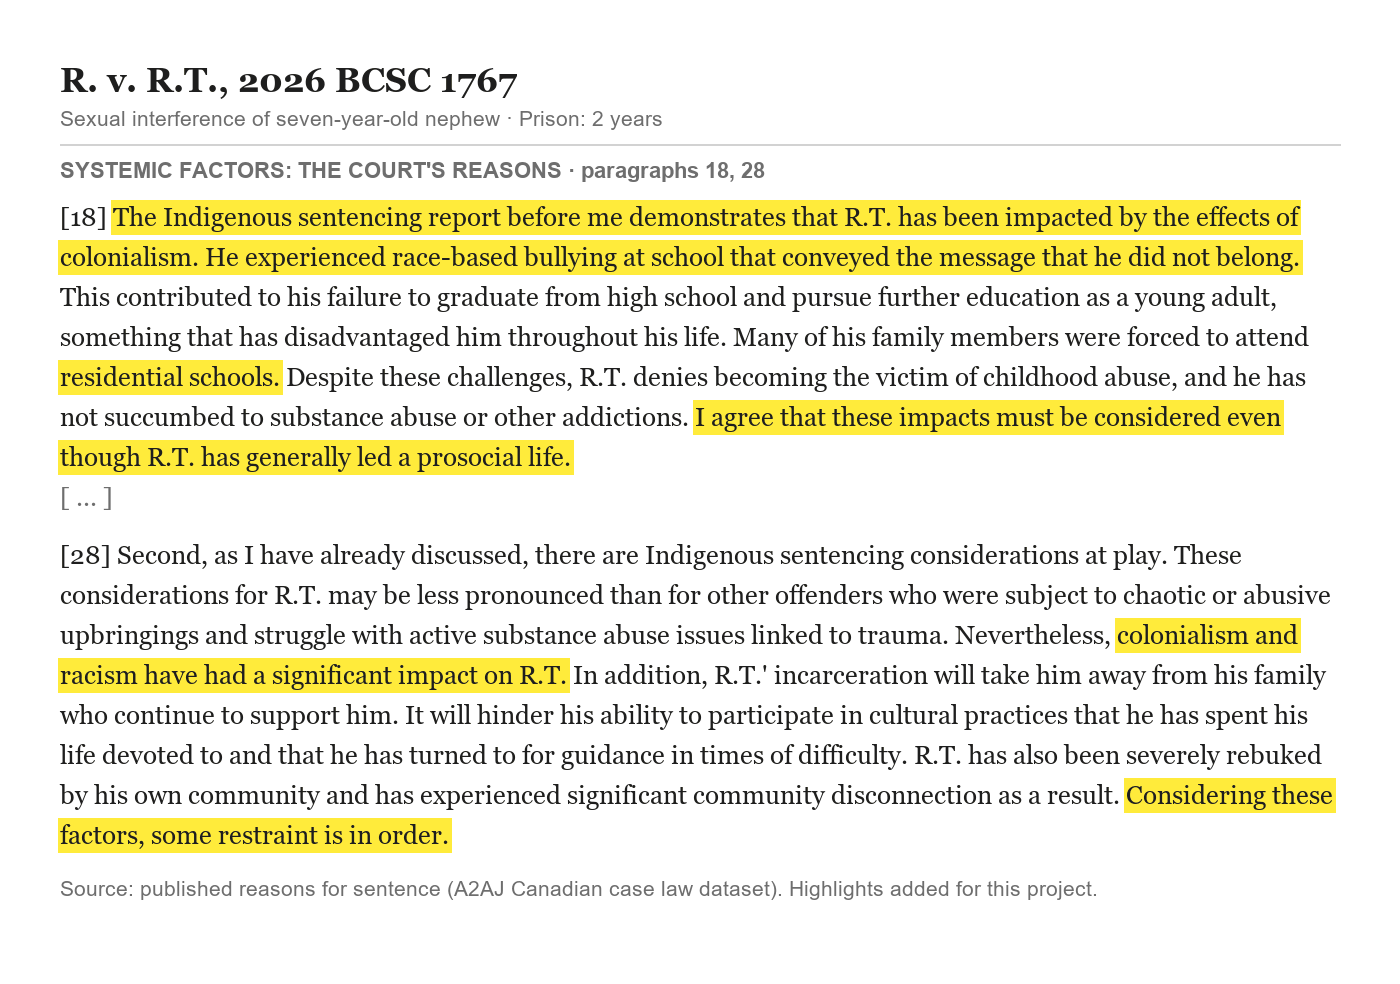 R. v. R.T., 2026 BCSC 1767
Sexual interference of seven-year-old nephew · Prison: 2 years
SYSTEMIC FACTORS: THE COURT'S REASONS · paragraphs 18, 28
[18] The Indigenous sentencing report before me demonstrates that R.T. has been impacted by the effects of
colonialism. He experienced race-based bullying at school that conveyed the message that he did not belong.
This contributed to his failure to graduate from high school and pursue further education as a young adult,
something that has disadvantaged him throughout his life. Many of his family members were forced to attend
residential schools. Despite these challenges, R.T. denies becoming the victim of childhood abuse, and he has
not succumbed to substance abuse or other addictions. I agree that these impacts must be considered even
though R.T. has generally led a prosocial life.
[ ... ]
[28] Second, as I have already discussed, there are Indigenous sentencing considerations at play. These
considerations for R.T. may be less pronounced than for other offenders who were subject to chaotic or abusive
upbringings and struggle with active substance abuse issues linked to trauma. Nevertheless, colonialism and
racism have had a significant impact on R.T. In addition, R.T.' incarceration will take him away from his family
who continue to support him. It will hinder his ability to participate in cultural practices that he has spent his
life devoted to and that he has turned to for guidance in times of difficulty. R.T. has also been severely rebuked
by his own community and has experienced significant community disconnection as a result. Considering these
factors, some restraint is in order.
Source: published reasons for sentence (A2AJ Canadian case law dataset). Highlights added for this project.